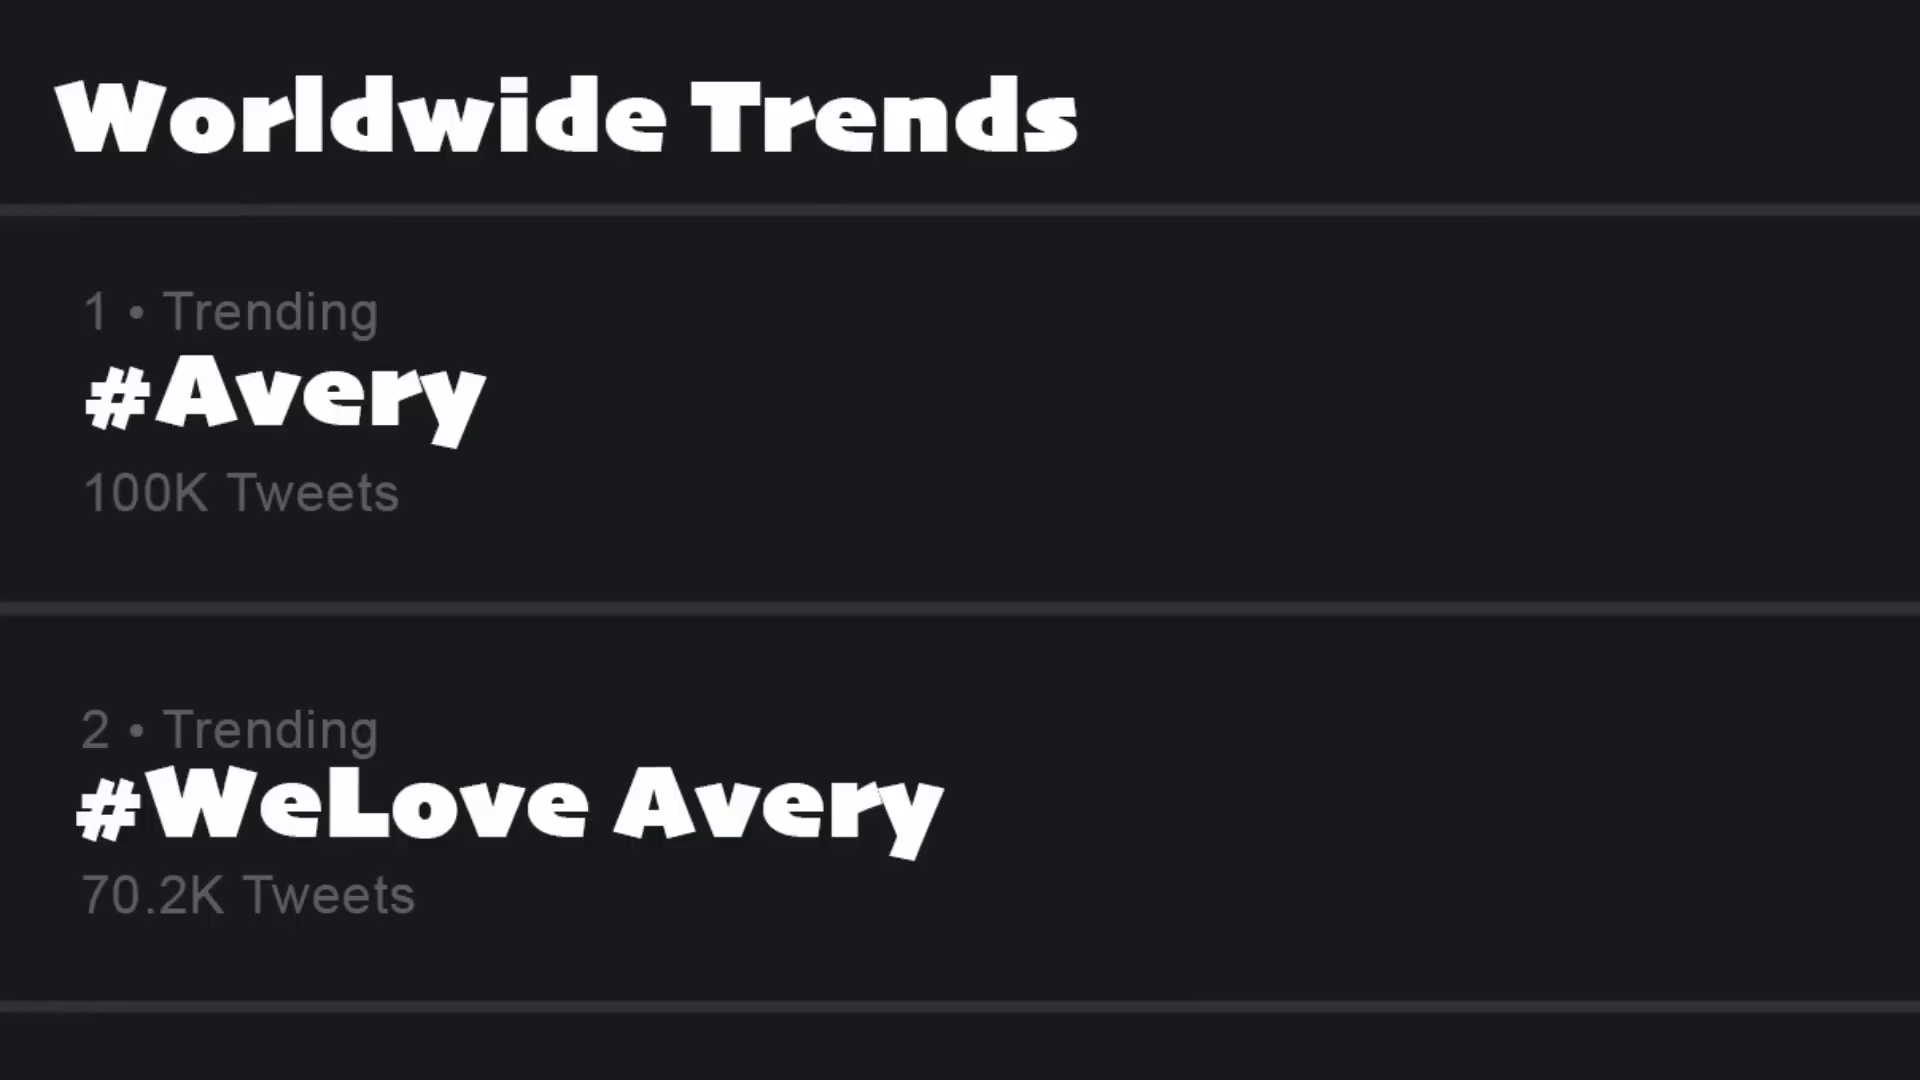 Worldwide Trends
1 • Trending
#Avery
100K Tweets
2 • Trending
#WeLove Avery
70.2K Tweets